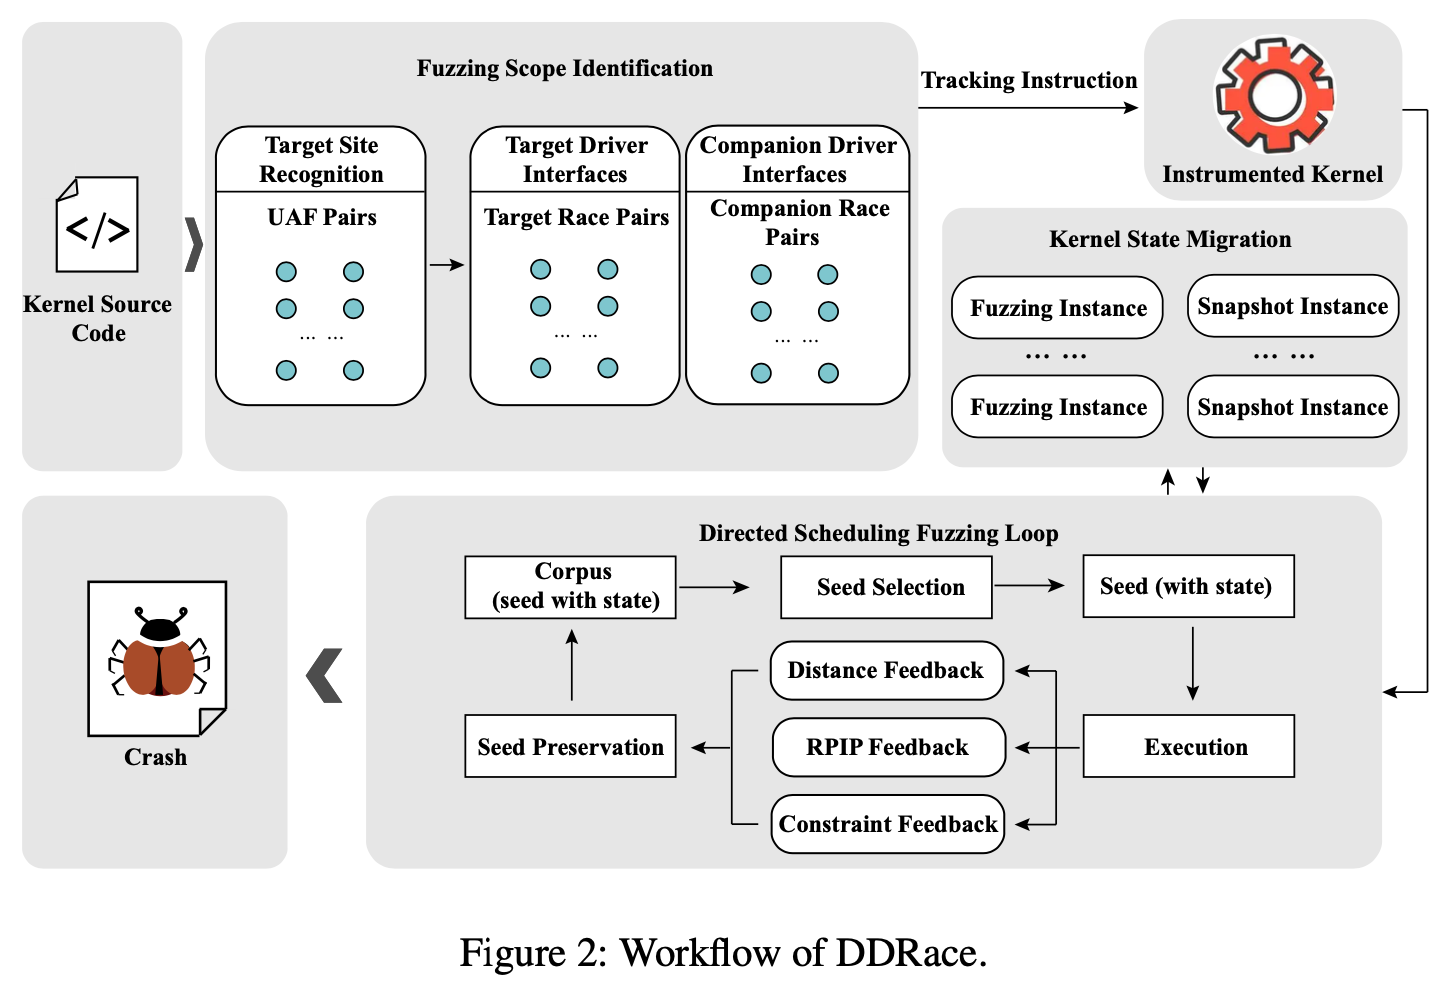 Kernel Source
Code
Fuzzing Scope Identification
Target Site
Recognition
UAF Pairs
... ...
Target Driver
Interfaces
Target Race Pairs
... ...
Companion Driver
Interfaces
Companion Race
Pairs
... ...
Tracking Instruction
Instrumented Kernel
Kernel State Migration
Fuzzing Instance
Snapshot Instance
... ...
... ...
Fuzzing Instance
Snapshot Instance
Directed Scheduling Fuzzing Loop
Corpus
(seed with state)
Seed Selection
Seed (with state)
Distance Feedback
Seed Preservation
RPIP Feedback
Execution
Constraint Feedback
Crash
Figure 2: Workflow of DDRace.